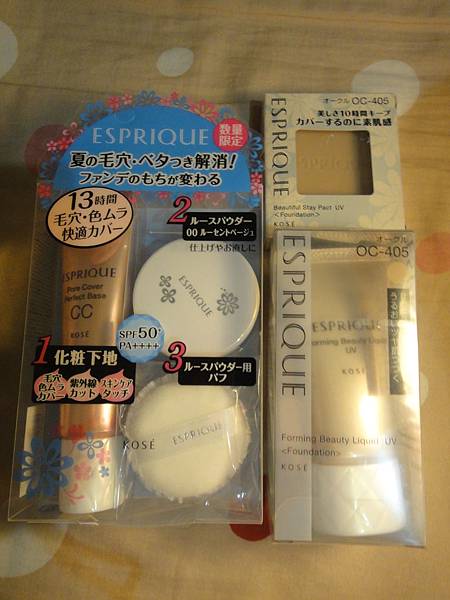 ESPRIQUE
数量
限定
夏の毛穴・ベタつき解消!
ファンデのもちが変わる
13時間
毛穴・色ムラ
快適カバー
2 ルースパウダー
00 ルーセントベージュ
仕上げやお直しに
ESPRIQUE
Pore Cover
Perfect Base
CC
KOSÉ
ESPRIQUE
SPF50+
PA++++
1 化粧下地
毛穴
色ムラ
カバー
紫外線
カット
スキンケア
タッチ
3 ルースパウダー用
パフ
KOSÉ ESPRIQUE
オークル OC-405
美しさ10時間キープ
カバーするのに素肌感
ESPRIQUE
Beautiful Stay Pact UV
<Foundation>
KOSÉ
オークル
OC-405
ESPRIQUE
ESPRIQUE
Forming Beauty Liquid
UV
KOSÉ
Forming Beauty Liquid UV
<Foundation>
KOSÉ